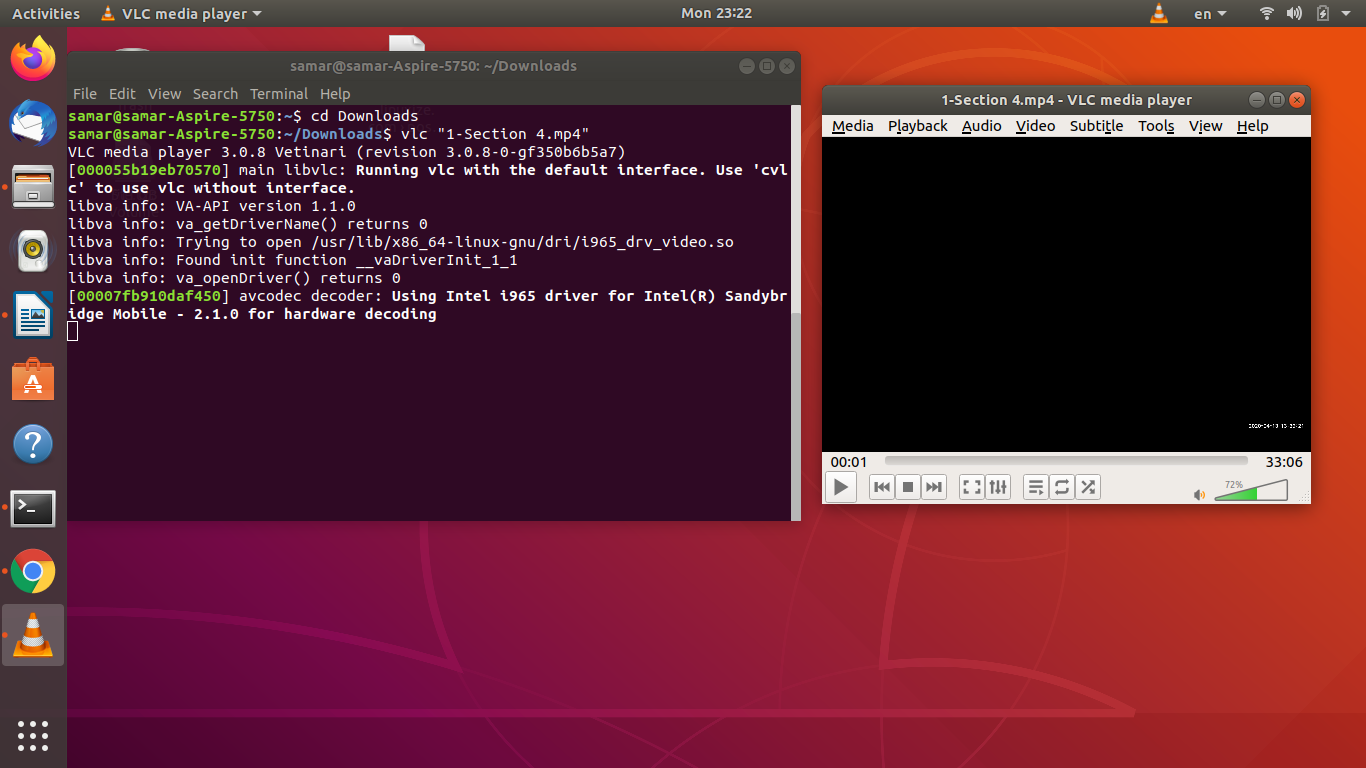 Activities
VLC media player
Mon 23:22
en
samar@samar-Aspire-5750: ~/Downloads
File Edit View Search Terminal Help
samar@samar-Aspire-5750:~$ cd Downloads
samar@samar-Aspire-5750:~/Downloads$ vlc "1-Section 4.mp4"
VLC media player 3.0.8 Vetinari (revision 3.0.8-0-gf350b6b5a7)
[000055b19eb70570] main libvlc: Running vlc with the default interface. Use 'cvl
c' to use vlc without interface.
libva info: VA-API version 1.1.0
libva info: va_getDriverName() returns 0
libva info: Trying to open /usr/lib/x86_64-linux-gnu/dri/i965_drv_video.so
libva info: Found init function __vaDriverInit_1_1
libva info: va_openDriver() returns 0
[00007fb910daf450] avcodec decoder: Using Intel i965 driver for Intel(R) Sandybr
idge Mobile - 2.1.0 for hardware decoding
1-Section 4.mp4 - VLC media player
Media Playback Audio Video Subtitle Tools View Help
00:01
33:06
72%